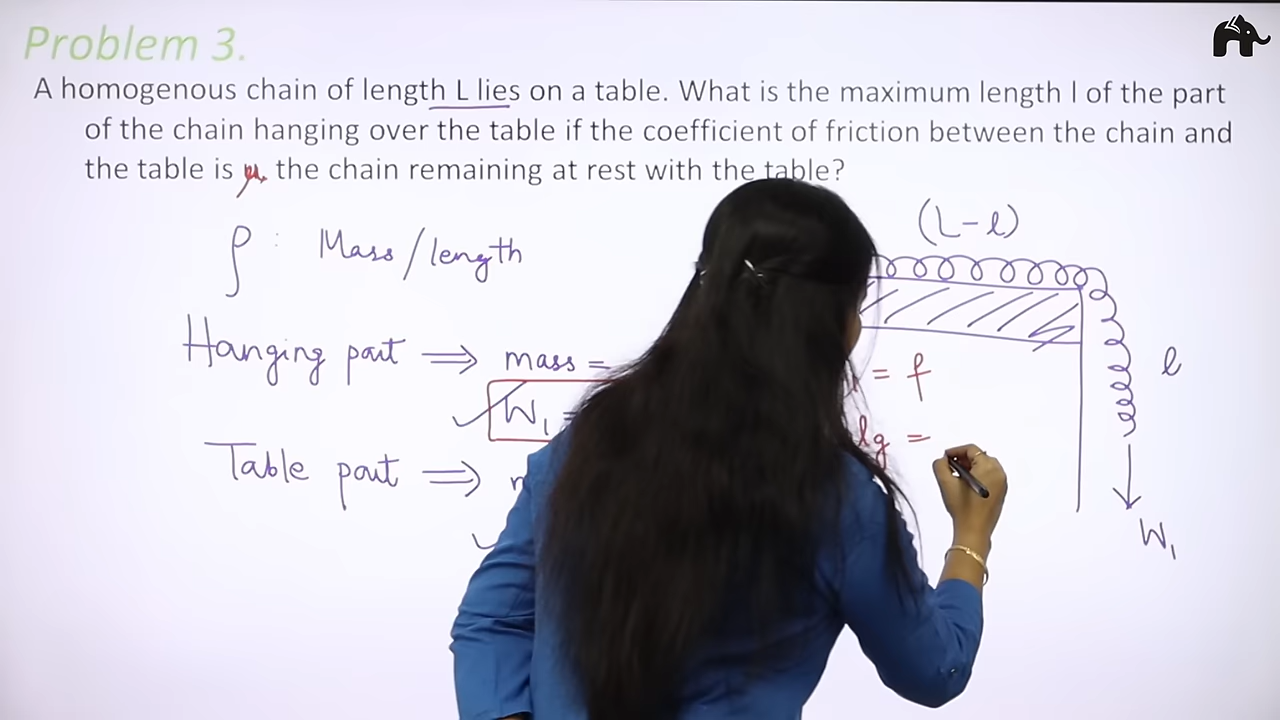 Problem 3.
A homogenous chain of length L lies on a table. What is the maximum length l of the part
of the chain hanging over the table if the coefficient of friction between the chain and
the table is μ, the chain remaining at rest with the table?
(L-l)
ρ : Mass/length
Hanging part ⇒ mass =
= f
l
W₁ =
lg =
Table part ⇒
W₁